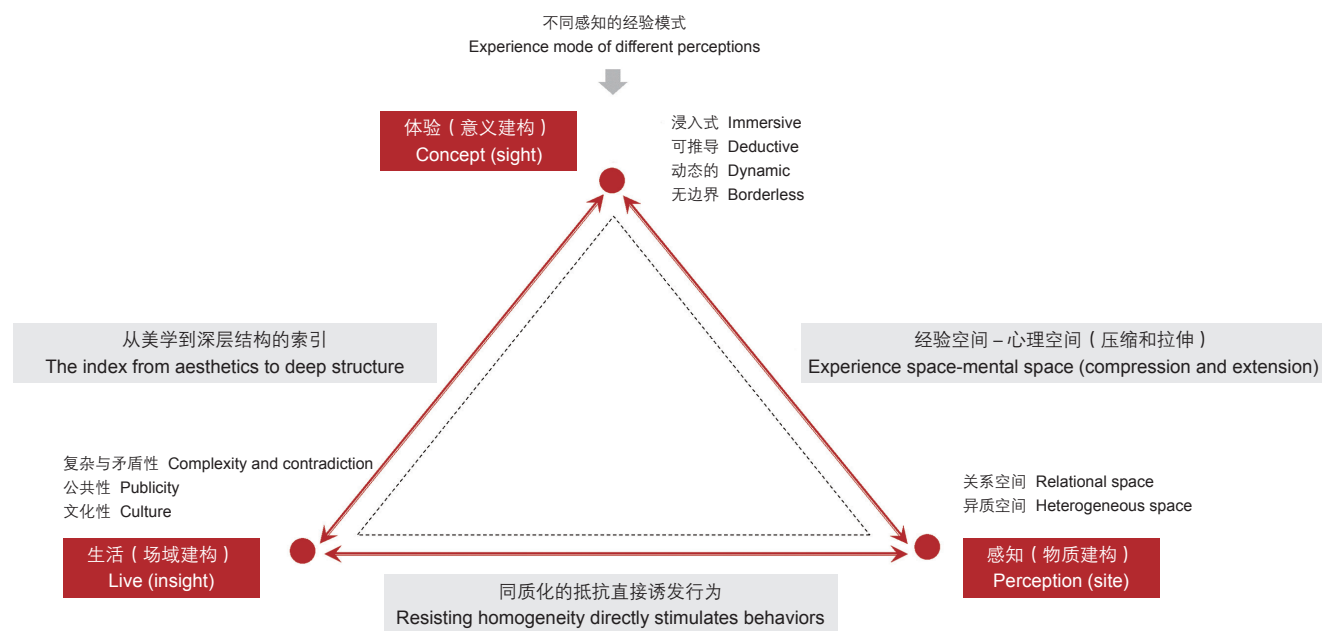 不同感知的经验模式
Experience mode of different perceptions
体验（意义建构）
Concept (sight)
浸入式 Immersive
可推导 Deductive
动态的 Dynamic
无边界 Borderless
从美学到深层结构的索引
The index from aesthetics to deep structure
经验空间 – 心理空间（压缩和拉伸）
Experience space-mental space (compression and extension)
复杂与矛盾性 Complexity and contradiction
公共性 Publicity
文化性 Culture
关系空间 Relational space
异质空间 Heterogeneous space
生活（场域建构）
Live (insight)
感知（物质建构）
Perception (site)
同质化的抵抗直接诱发行为
Resisting homogeneity directly stimulates behaviors